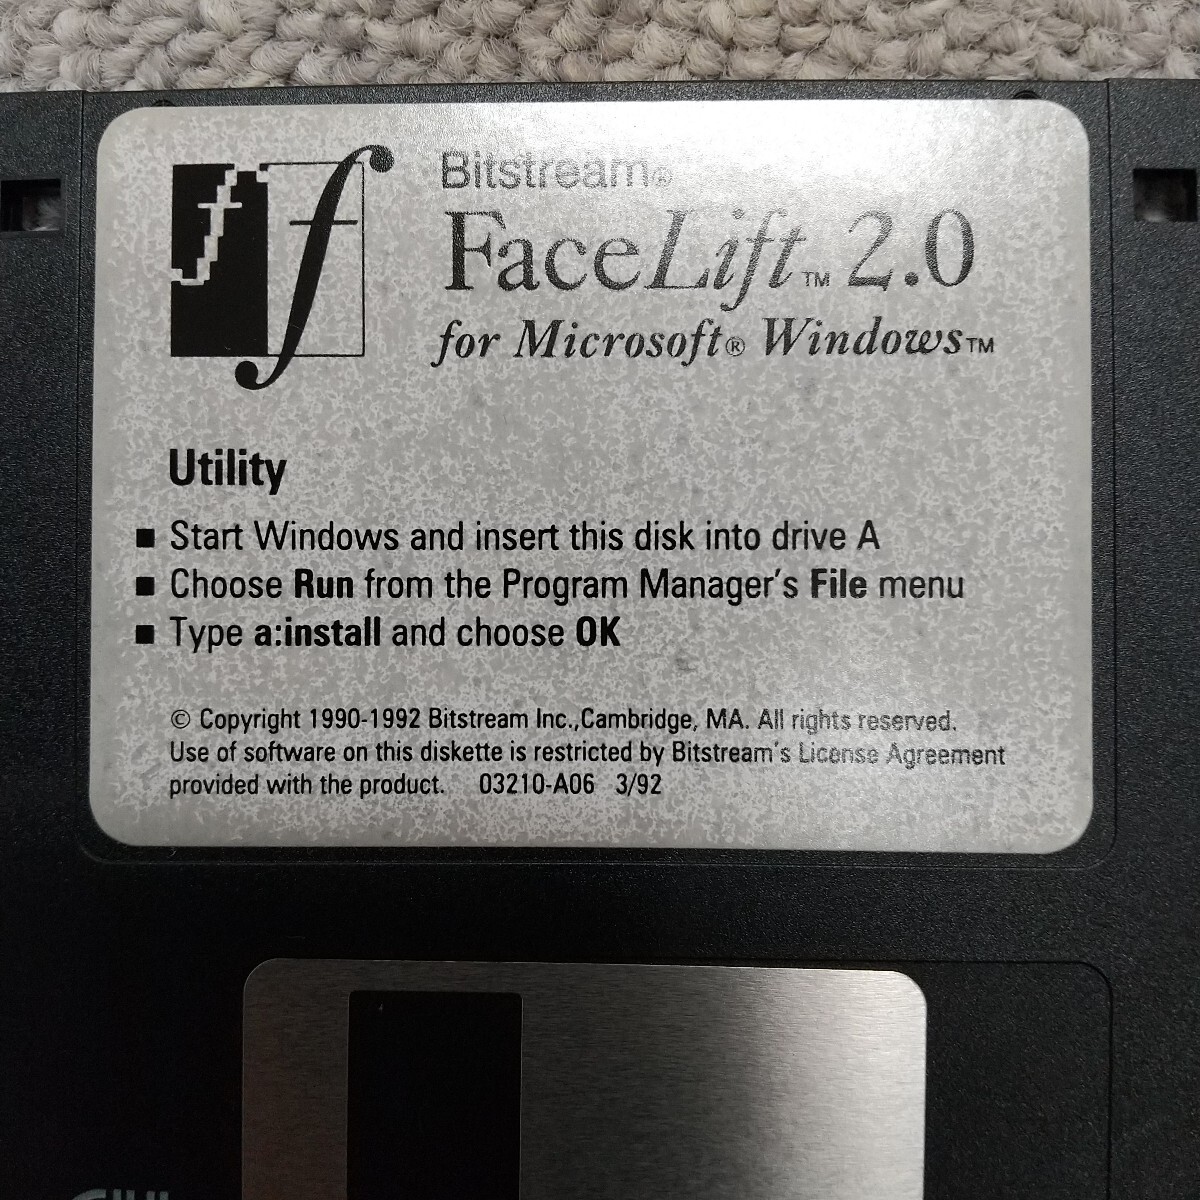 Bitstream®
FaceLift™ 2.0
for Microsoft® Windows™
Utility
■ Start Windows and insert this disk into drive A
■ Choose Run from the Program Manager's File menu
■ Type a:install and choose OK
© Copyright 1990-1992 Bitstream Inc.,Cambridge, MA. All rights reserved.
Use of software on this diskette is restricted by Bitstream's License Agreement
provided with the product. 03210-A06 3/92